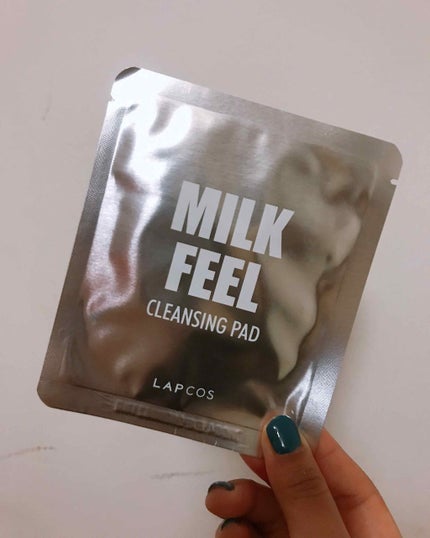 MILK
FEEL
CLEANSING PAD
LAPCOS